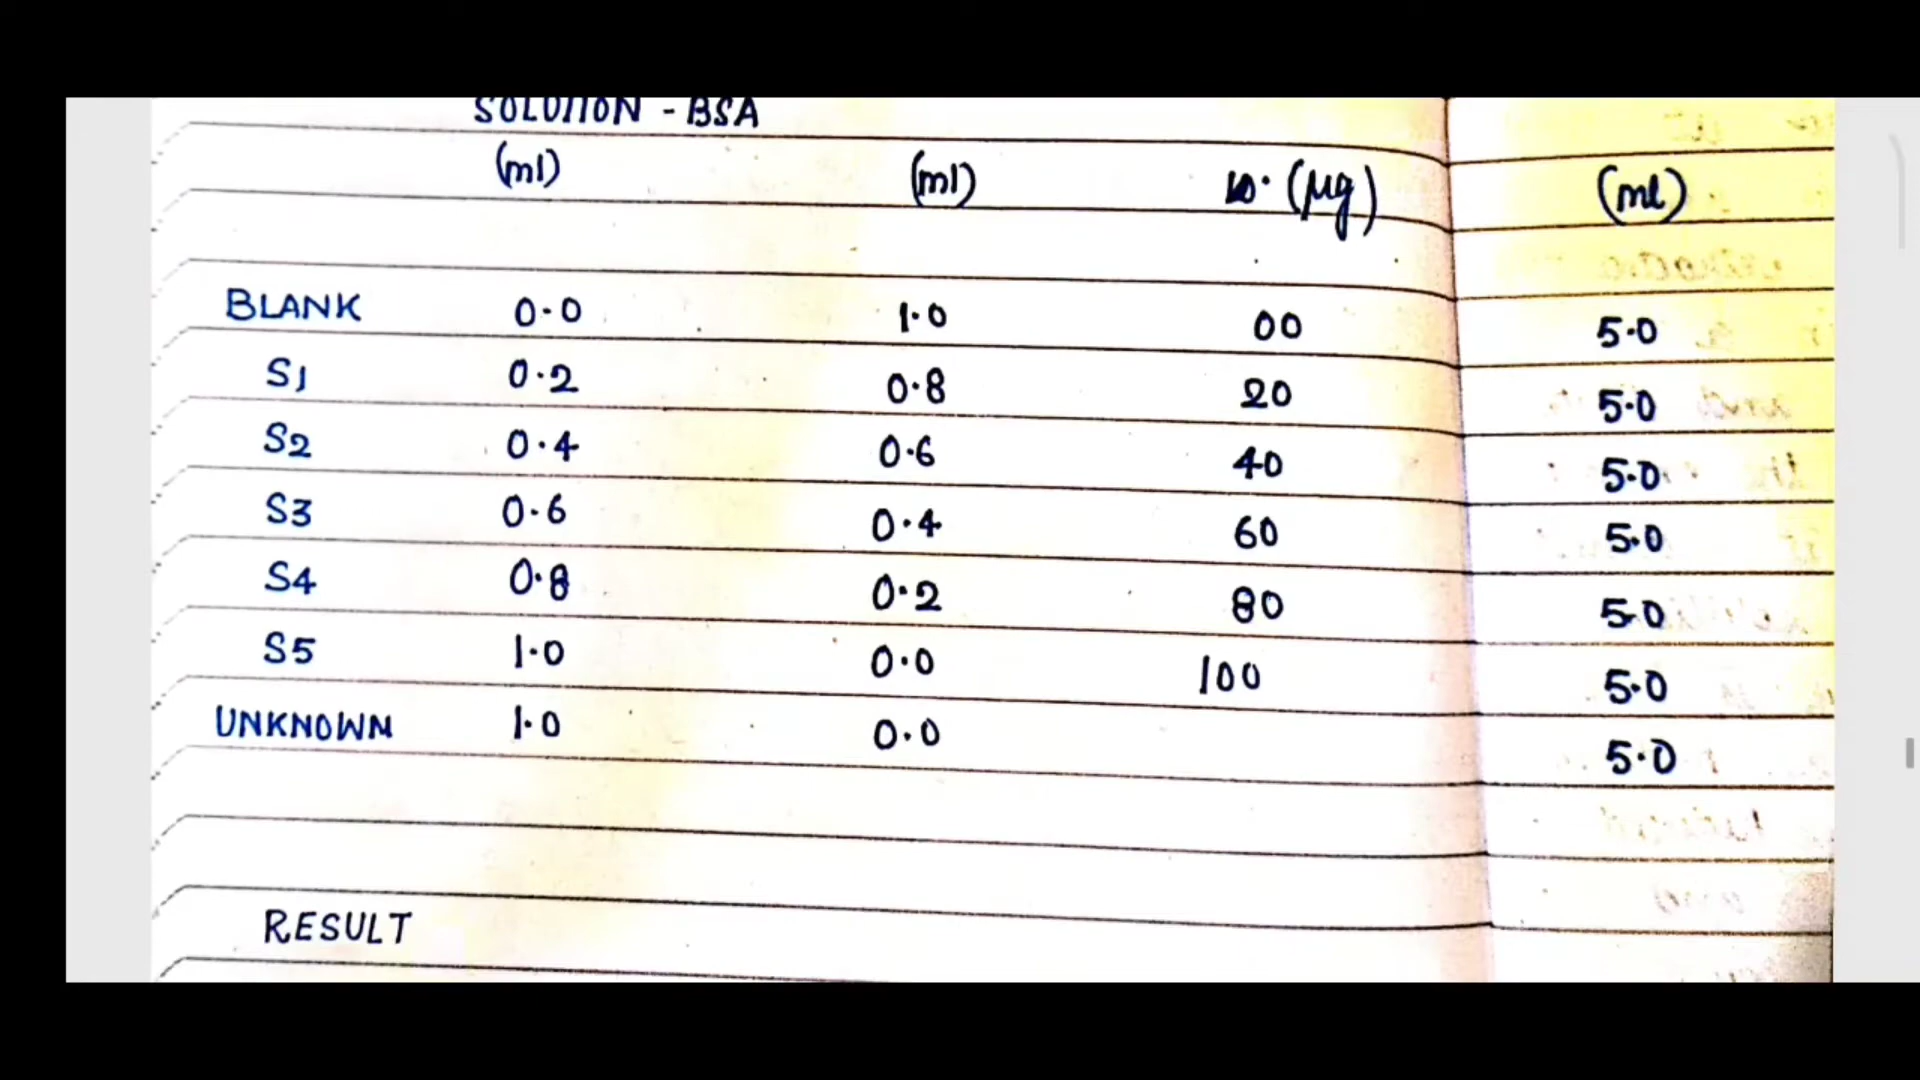 SOLUTION - BSA
(ml) (ml) (μg) (ml)
BLANK 0.0 1.0 00 5.0
S1 0.2 0.8 20 5.0
S2 0.4 0.6 40 5.0
S3 0.6 0.4 60 5.0
S4 0.8 0.2 80 5.0
S5 1.0 0.0 100 5.0
UNKNOWN 1.0 0.0 5.0
RESULT